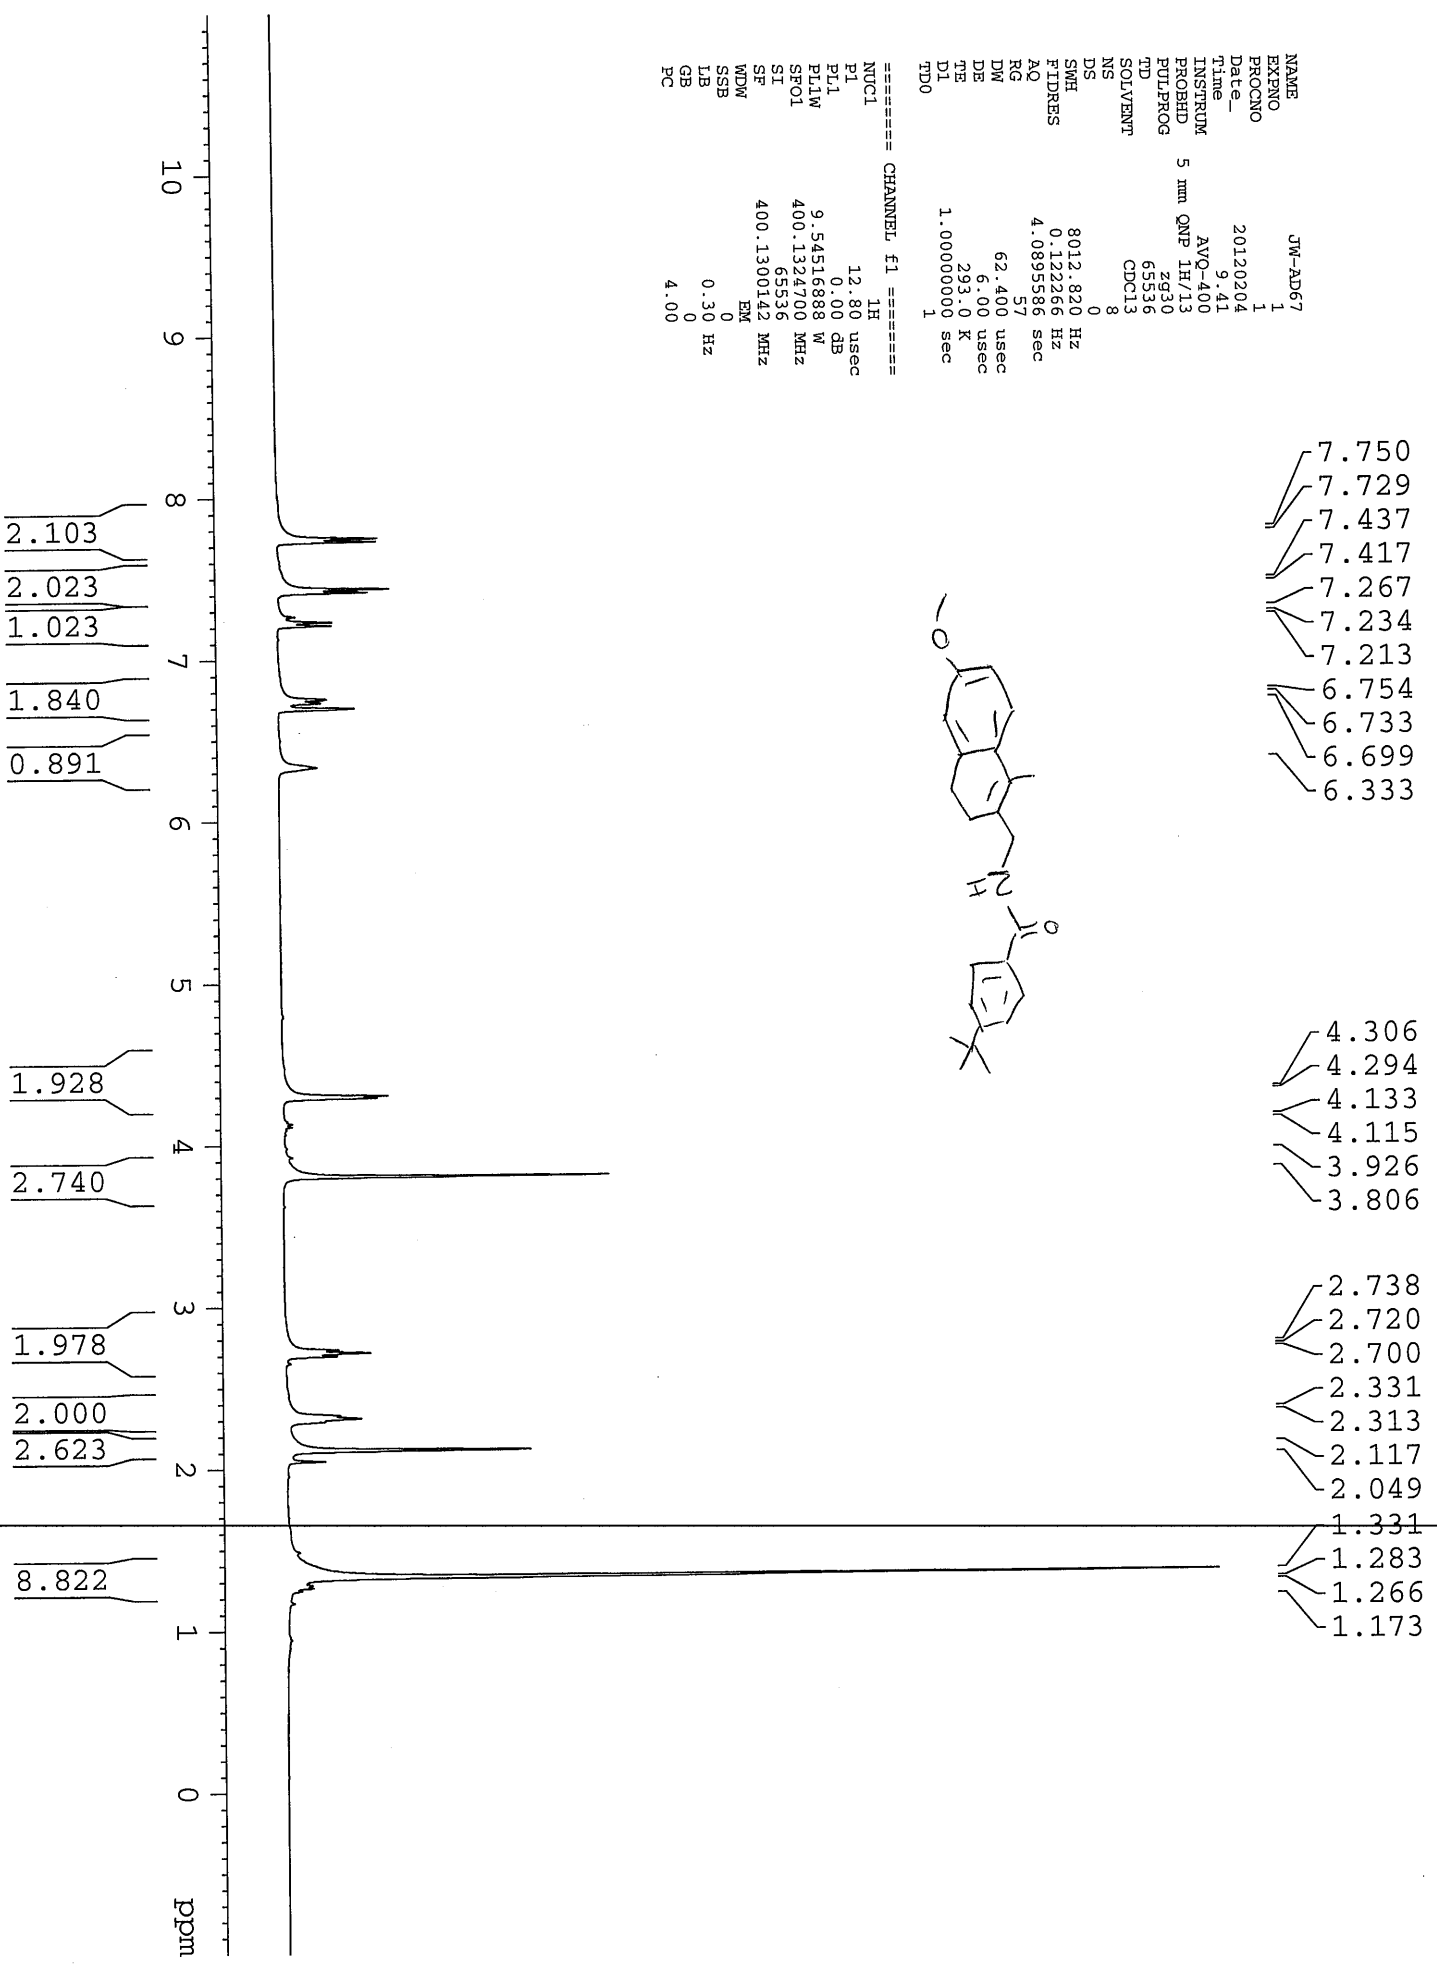 NAME JW-AD67
EXPNO 1
PROCNO 1
Date_ 20120204
Time 9.41
INSTRUM AVQ-400
PROBHD 5 mm QNP 1H/13
PULPROG zg30
TD 65536
SOLVENT CDCl3
NS 8
DS 0
SWH 8012.820 Hz
FIDRES 0.122266 Hz
AQ 4.0895586 sec
RG 57
DW 62.400 usec
DE 6.00 usec
TE 293.0 K
D1 1.00000000 sec
TD0 1
======== CHANNEL f1 ========
NUC1 1H
P1 12.80 usec
PL1 0.00 dB
PL1W 9.54516888 W
SFO1 400.1324700 MHz
SI 65536
SF 400.1300142 MHz
WDW EM
SSB 0
LB 0.30 Hz
GB 0
PC 4.00
7.750
7.729
7.437
7.417
7.267
7.234
7.213
6.754
6.733
6.699
6.333
4.306
4.294
4.133
4.115
3.926
3.806
2.738
2.720
2.700
2.331
2.313
2.117
2.049
1.331
1.283
1.266
1.173
O
N
H
O
10 9 8 7 6 5 4 3 2 1 0 ppm
2.103
2.023
1.023
1.840
0.891
1.928
2.740
1.978
2.000
2.623
8.822